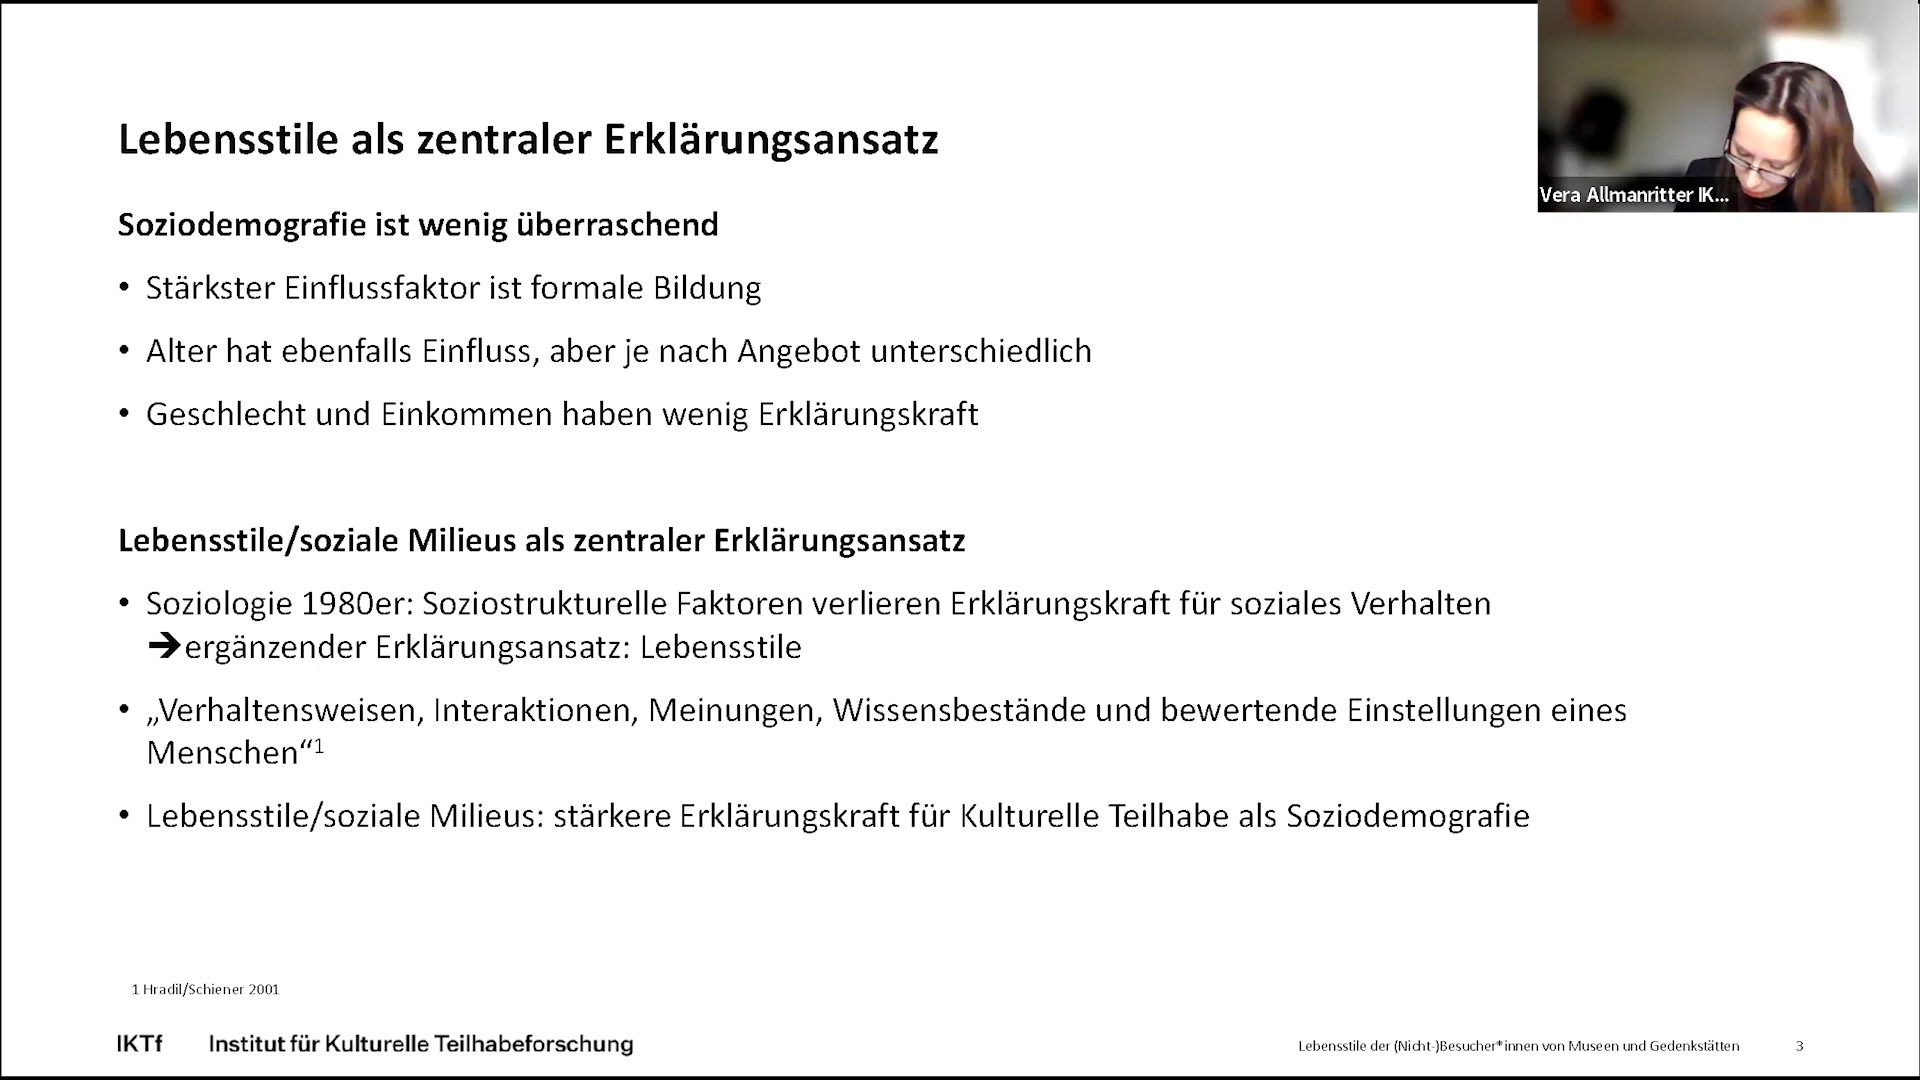 Lebensstile als zentraler Erklärungsansatz
Vera Allmanritter IK...
Soziodemografie ist wenig überraschend
• Stärkster Einflussfaktor ist formale Bildung
• Alter hat ebenfalls Einfluss, aber je nach Angebot unterschiedlich
• Geschlecht und Einkommen haben wenig Erklärungskraft
Lebensstile/soziale Milieus als zentraler Erklärungsansatz
• Soziologie 1980er: Soziostrukturelle Faktoren verlieren Erklärungskraft für soziales Verhalten
➔ergänzender Erklärungsansatz: Lebensstile
• „Verhaltensweisen, Interaktionen, Meinungen, Wissensbestände und bewertende Einstellungen eines
Menschen“¹
• Lebensstile/soziale Milieus: stärkere Erklärungskraft für Kulturelle Teilhabe als Soziodemografie
1 Hradil/Schiener 2001
IKTf Institut für Kulturelle Teilhabeforschung
Lebensstile der (Nicht-)Besucher*innen von Museen und Gedenkstätten 3